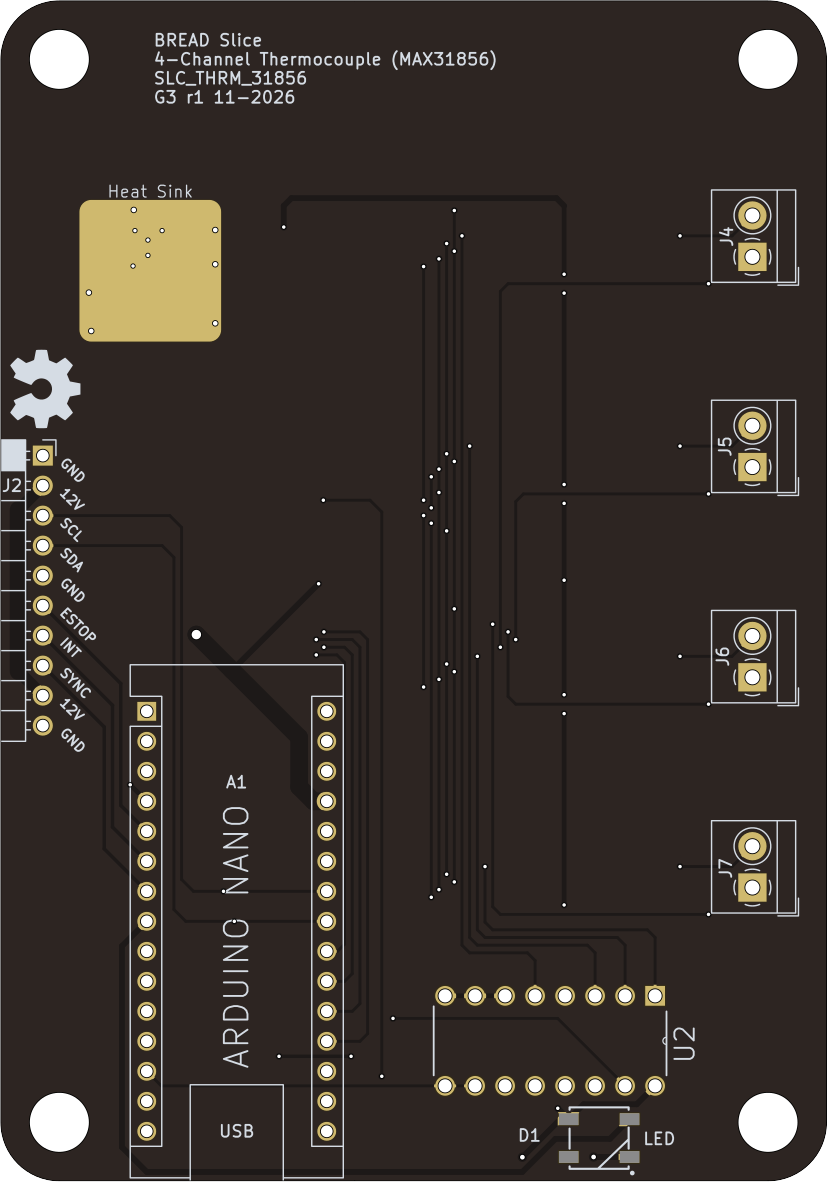 BREAD Slice
4-Channel Thermocouple (MAX31856)
SLC_THRM_31856
G3 r1 11-2026
Heat Sink
J4
J5
J2
GND
12V
SCL
SDA
GND
ESTOP
INT
SYNC
12V
GND
J6
A1
ARDUINO NANO
J7
U2
USB
D1
LED